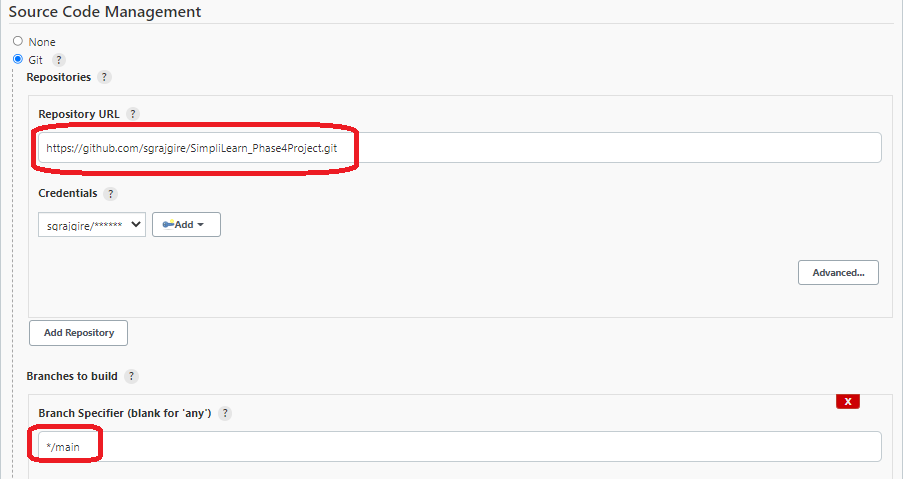 Source Code Management
None
Git ?
Repositories ?
Repository URL ?
https://github.com/sgrajgire/SimpliLearn_Phase4Project.git
Credentials ?
sgrajgire/****** Add
Advanced...
Add Repository
Branches to build ?
X
Branch Specifier (blank for 'any') ?
*/main